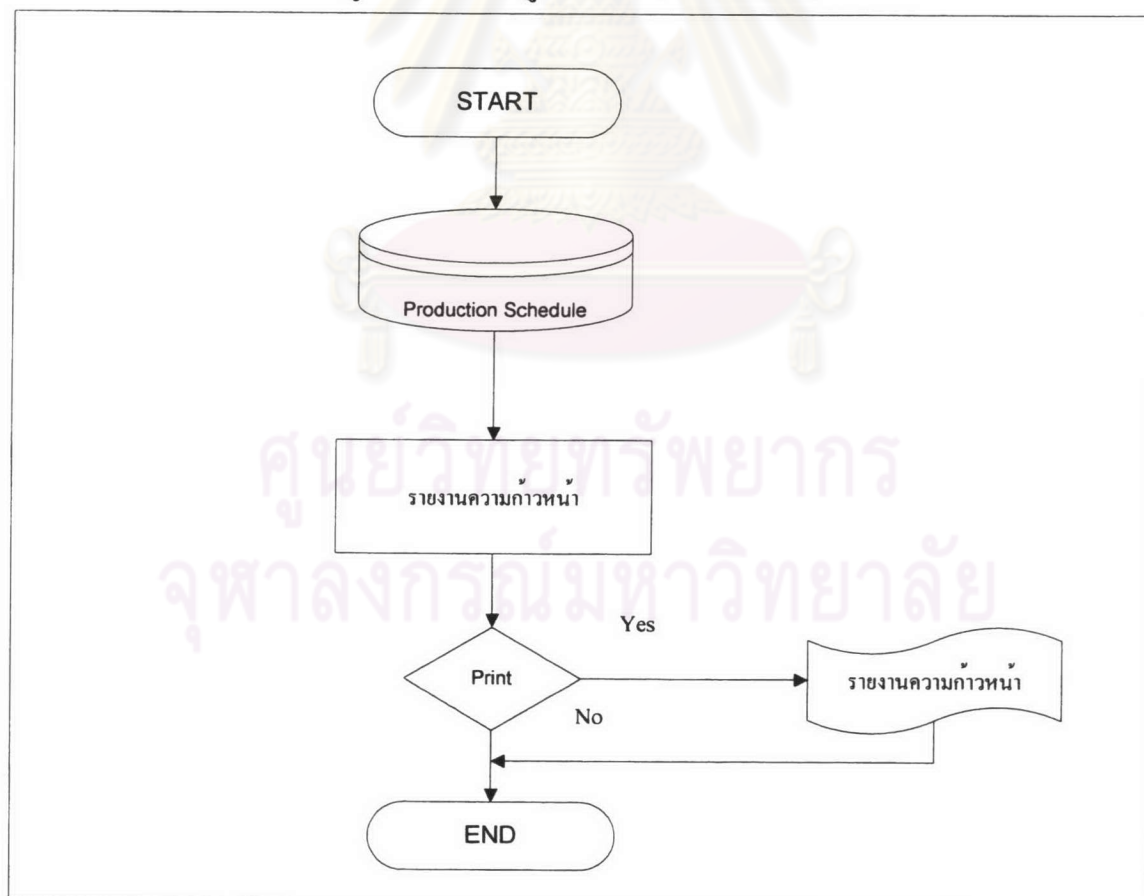 START
Production Schedule
รายงานความก้าวหน้า
Print
Yes
No
รายงานความก้าวหน้า
END
ศูนย์วิทยทรัพยากร
จุฬาลงกรณ์มหาวิทยาลัย